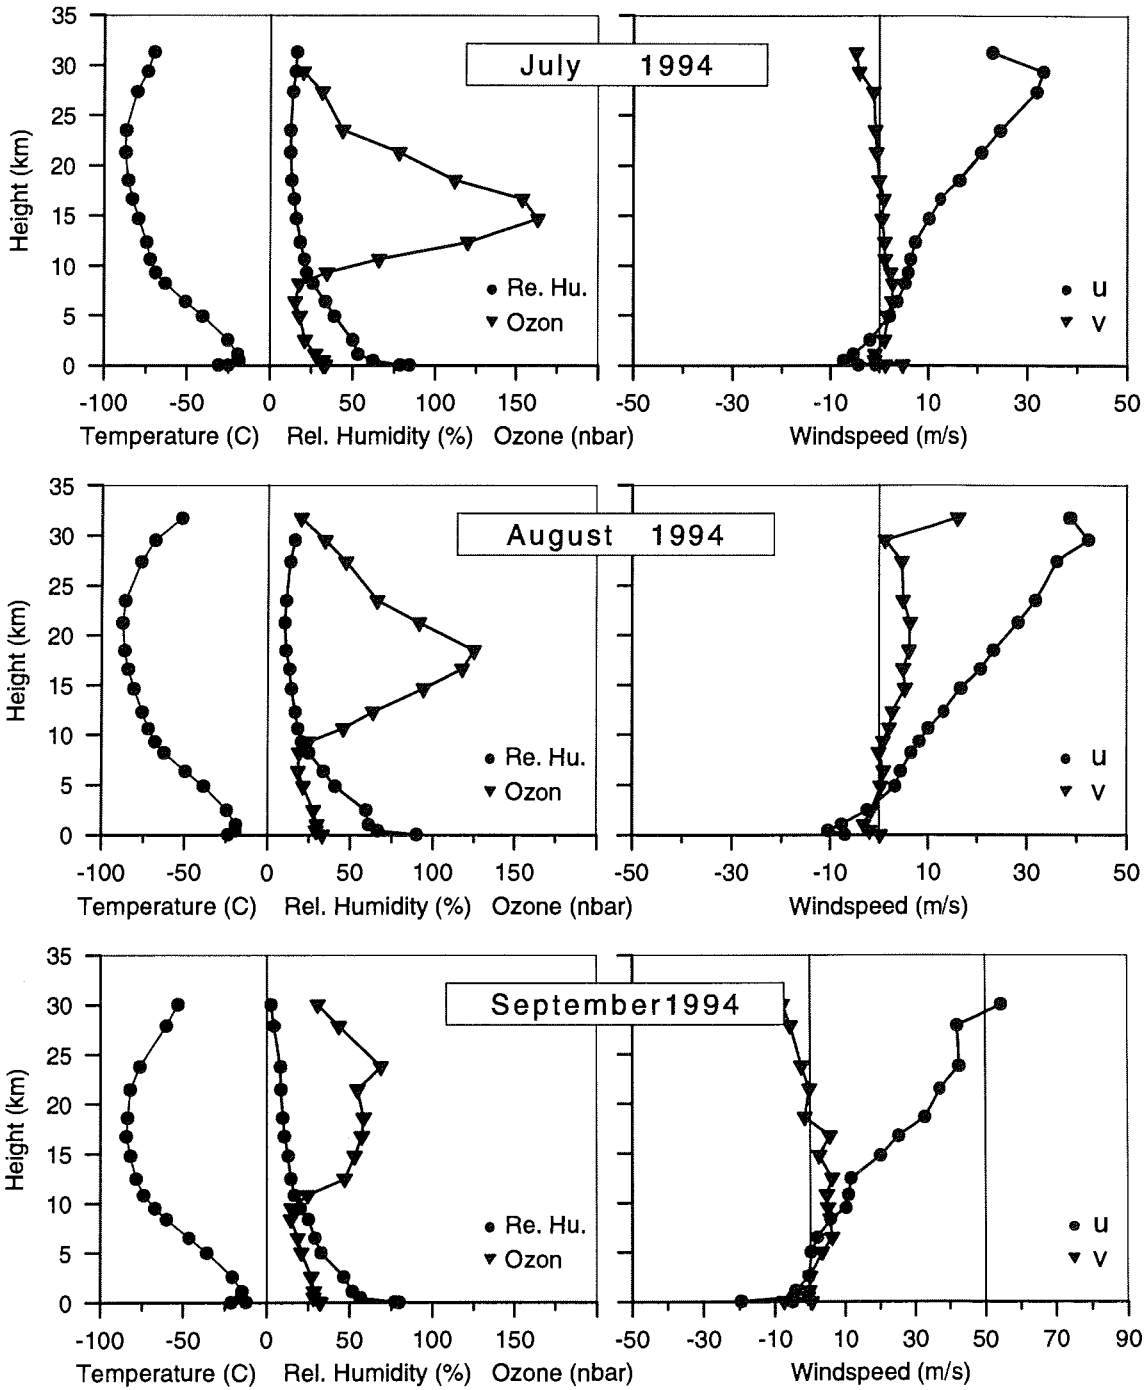 35
30
25
20
15
10
5
0
Height (km)
July 1994
Re. Hu.
Ozon
u
v
-100 -50 0 50 100 150
-50 -30 -10 10 30 50
Temperature (C) Rel. Humidity (%) Ozone (nbar)
Windspeed (m/s)
35
30
25
20
15
10
5
0
Height (km)
August 1994
Re. Hu.
Ozon
u
v
-100 -50 0 50 100 150
-50 -30 -10 10 30 50
Temperature (C) Rel. Humidity (%) Ozone (nbar)
Windspeed (m/s)
35
30
25
20
15
10
5
0
Height (km)
September1994
Re. Hu.
Ozon
u
v
-100 -50 0 50 100 150
-50 -30 -10 10 30 50 70 90
Temperature (C) Rel. Humidity (%) Ozone (nbar)
Windspeed (m/s)